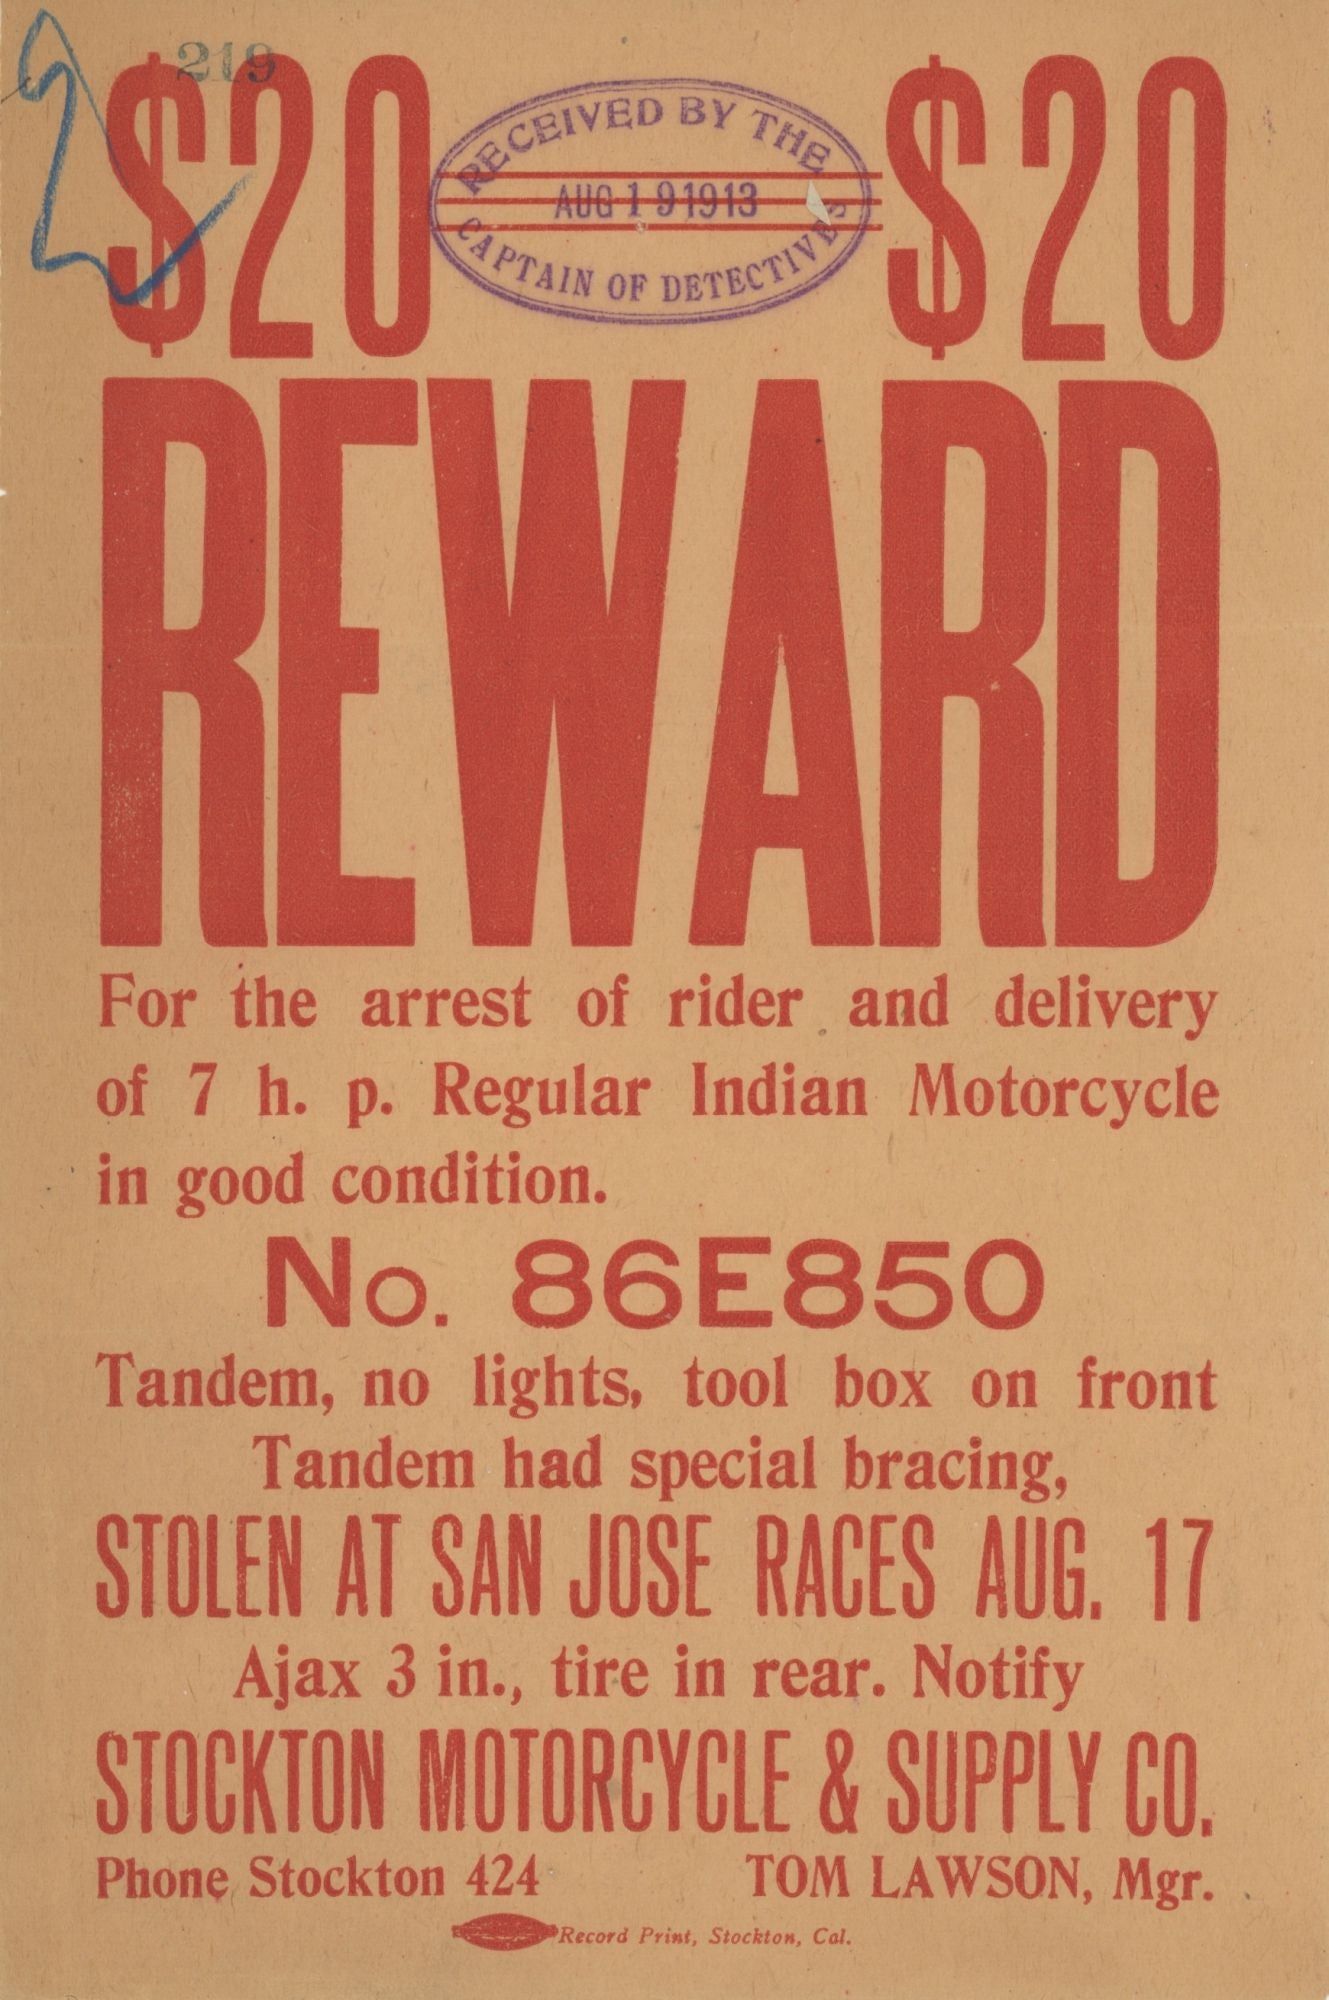 219
$20 $20
RECEIVED BY THE
AUG 19 1913
CAPTAIN OF DETECTIVES
REWARD
For the arrest of rider and delivery
of 7 h. p. Regular Indian Motorcycle
in good condition.
No. 86E850
Tandem, no lights, tool box on front
Tandem had special bracing,
STOLEN AT SAN JOSE RACES AUG. 17
Ajax 3 in., tire in rear. Notify
STOCKTON MOTORCYCLE & SUPPLY CO.
Phone Stockton 424 TOM LAWSON, Mgr.
Record Print, Stockton, Cal.